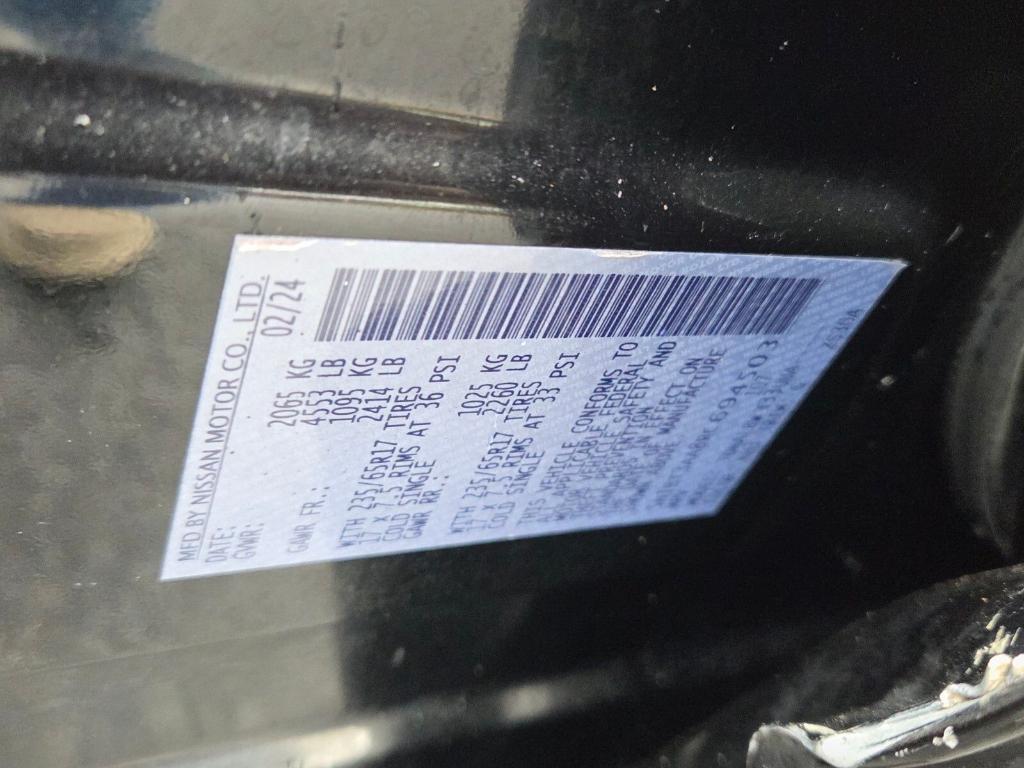 MFD BY NISSAN MOTOR CO., LTD.
DATE: 02/24
GVWR: 2065 KG
4553 LB
GAWR FR.: 1095 KG
2414 LB
WITH 235/65R17 TIRES
17 x 7.5 RIMS AT 36 PSI
COLD SINGLE
GAWR RR.: 1025 KG
2260 LB
WITH 235/65R17 TIRES
17 x 7.5 RIMS AT 33 PSI
COLD SINGLE
THIS VEHICLE CONFORMS TO
ALL APPLICABLE FEDERAL
MOTOR VEHICLE SAFETY AND
THEFT PREVENTION
IN EFFECT ON
MANUFACTURE